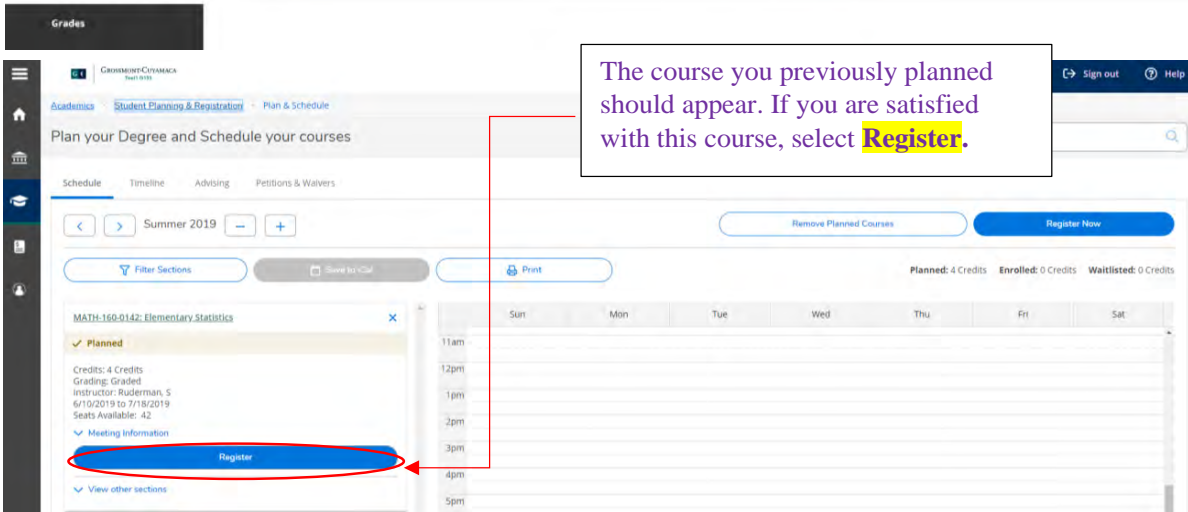 Grades
GROSSMONT-CUYAMACA
Sign out Help
Academics Student Planning & Registration Plan & Schedule
Plan your Degree and Schedule your courses
The course you previously planned
should appear. If you are satisfied
with this course, select Register.
Schedule Timeline Advising Petitions & Waivers
< > Summer 2019 − +
Remove Planned Courses Register Now
Filter Sections Save to iCal Print
Planned: 4 Credits Enrolled: 0 Credits Waitlisted: 0 Credits
MATH-160-0142: Elementary Statistics ×
✓ Planned
Credits: 4 Credits
Grading: Graded
Instructor: Ruderman, S
6/10/2019 to 7/18/2019
Seats Available: 42
Meeting Information
Register
View other sections
Sun Mon Tue Wed Thu Fri Sat
11am
12pm
1pm
2pm
3pm
4pm
5pm